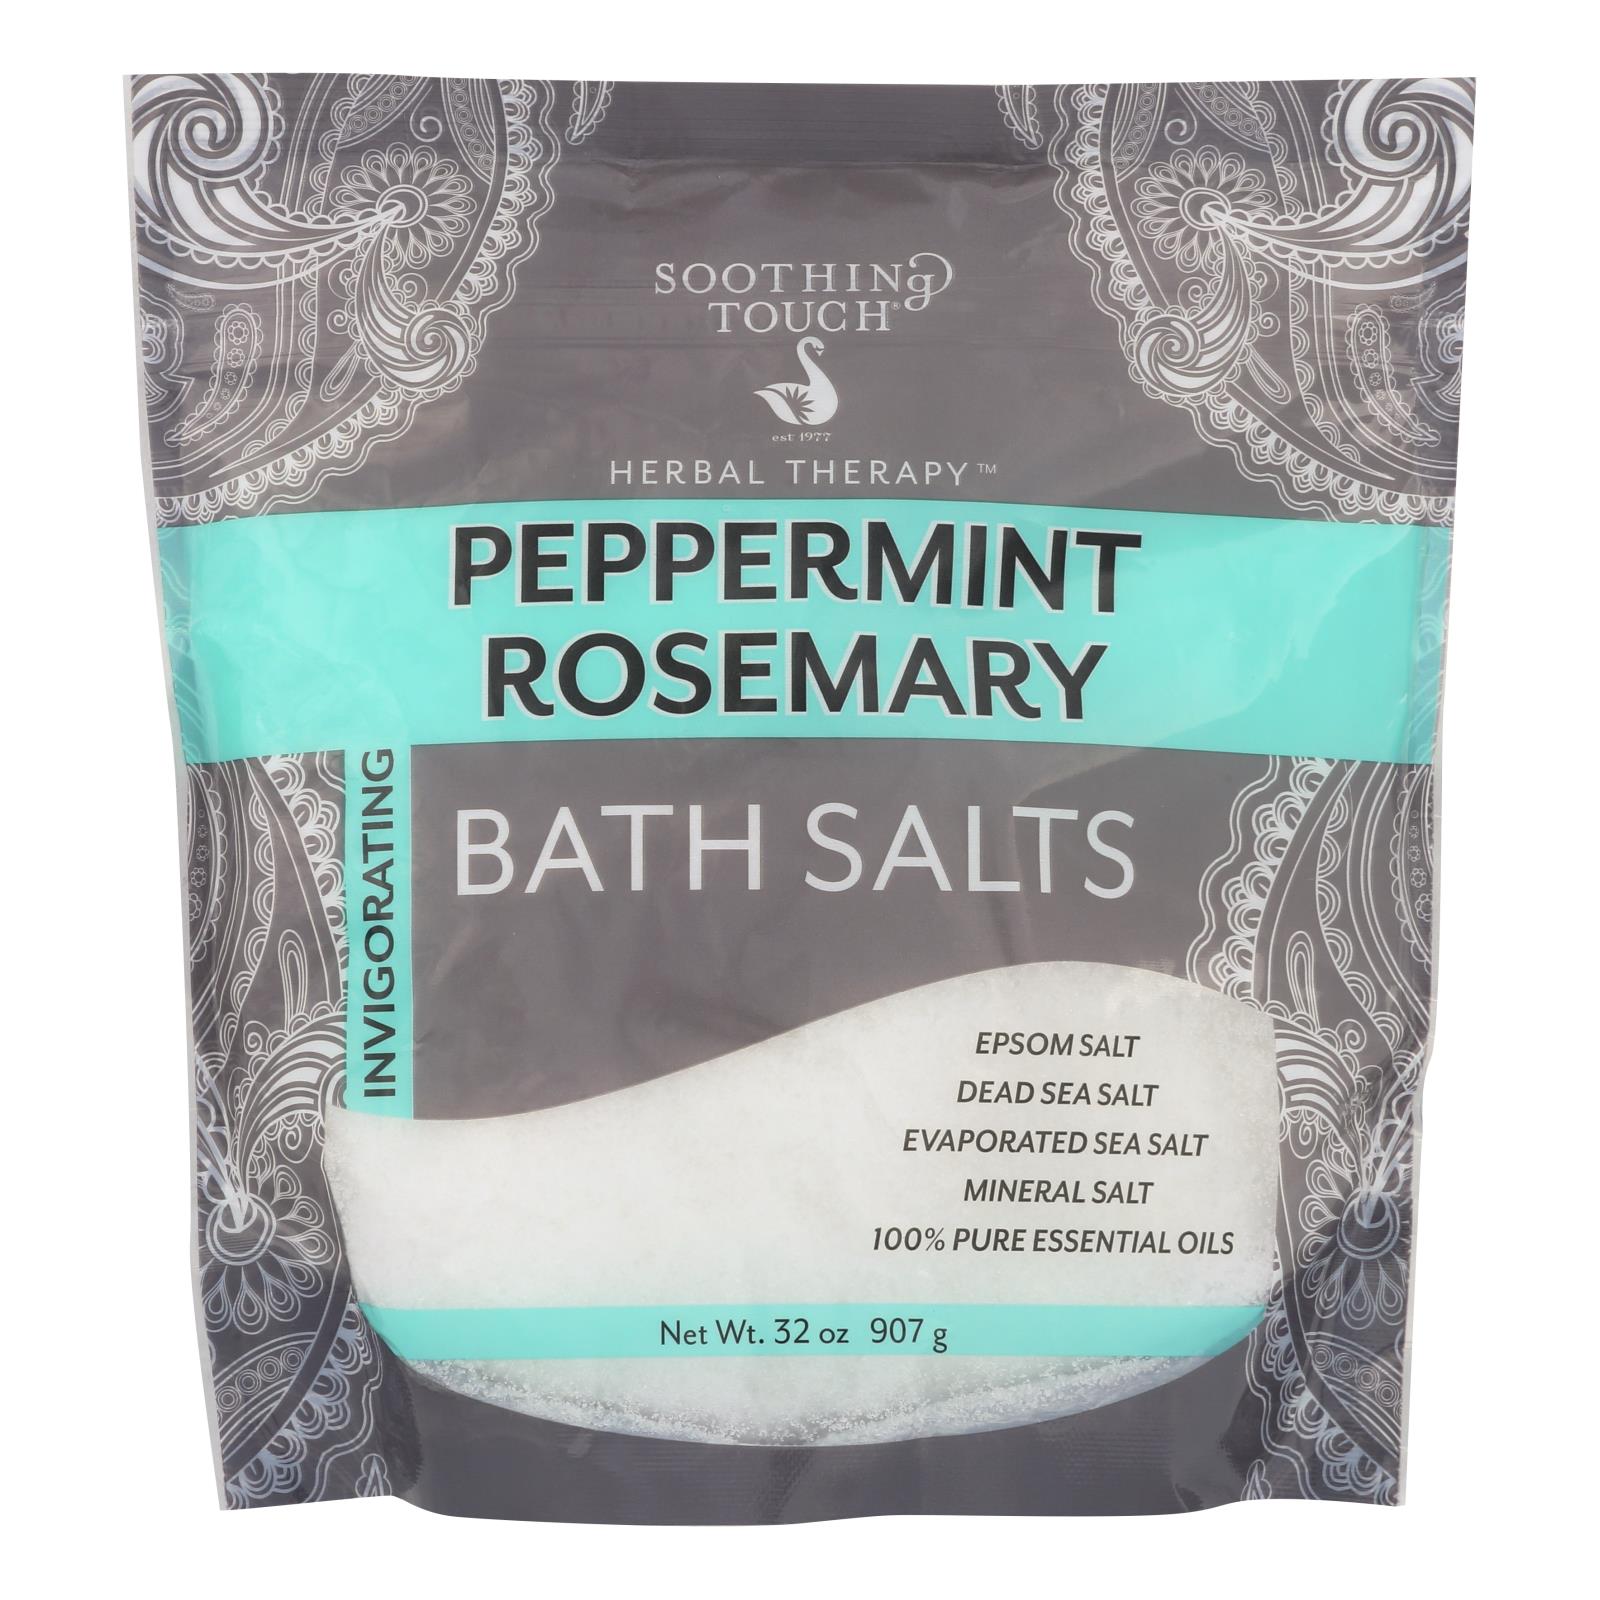 SOOTHING
TOUCH®
est 1977
HERBAL THERAPY™
PEPPERMINT
ROSEMARY
INVIGORATING
BATH SALTS
EPSOM SALT
DEAD SEA SALT
EVAPORATED SEA SALT
MINERAL SALT
100% PURE ESSENTIAL OILS
Net Wt. 32 oz 907 g